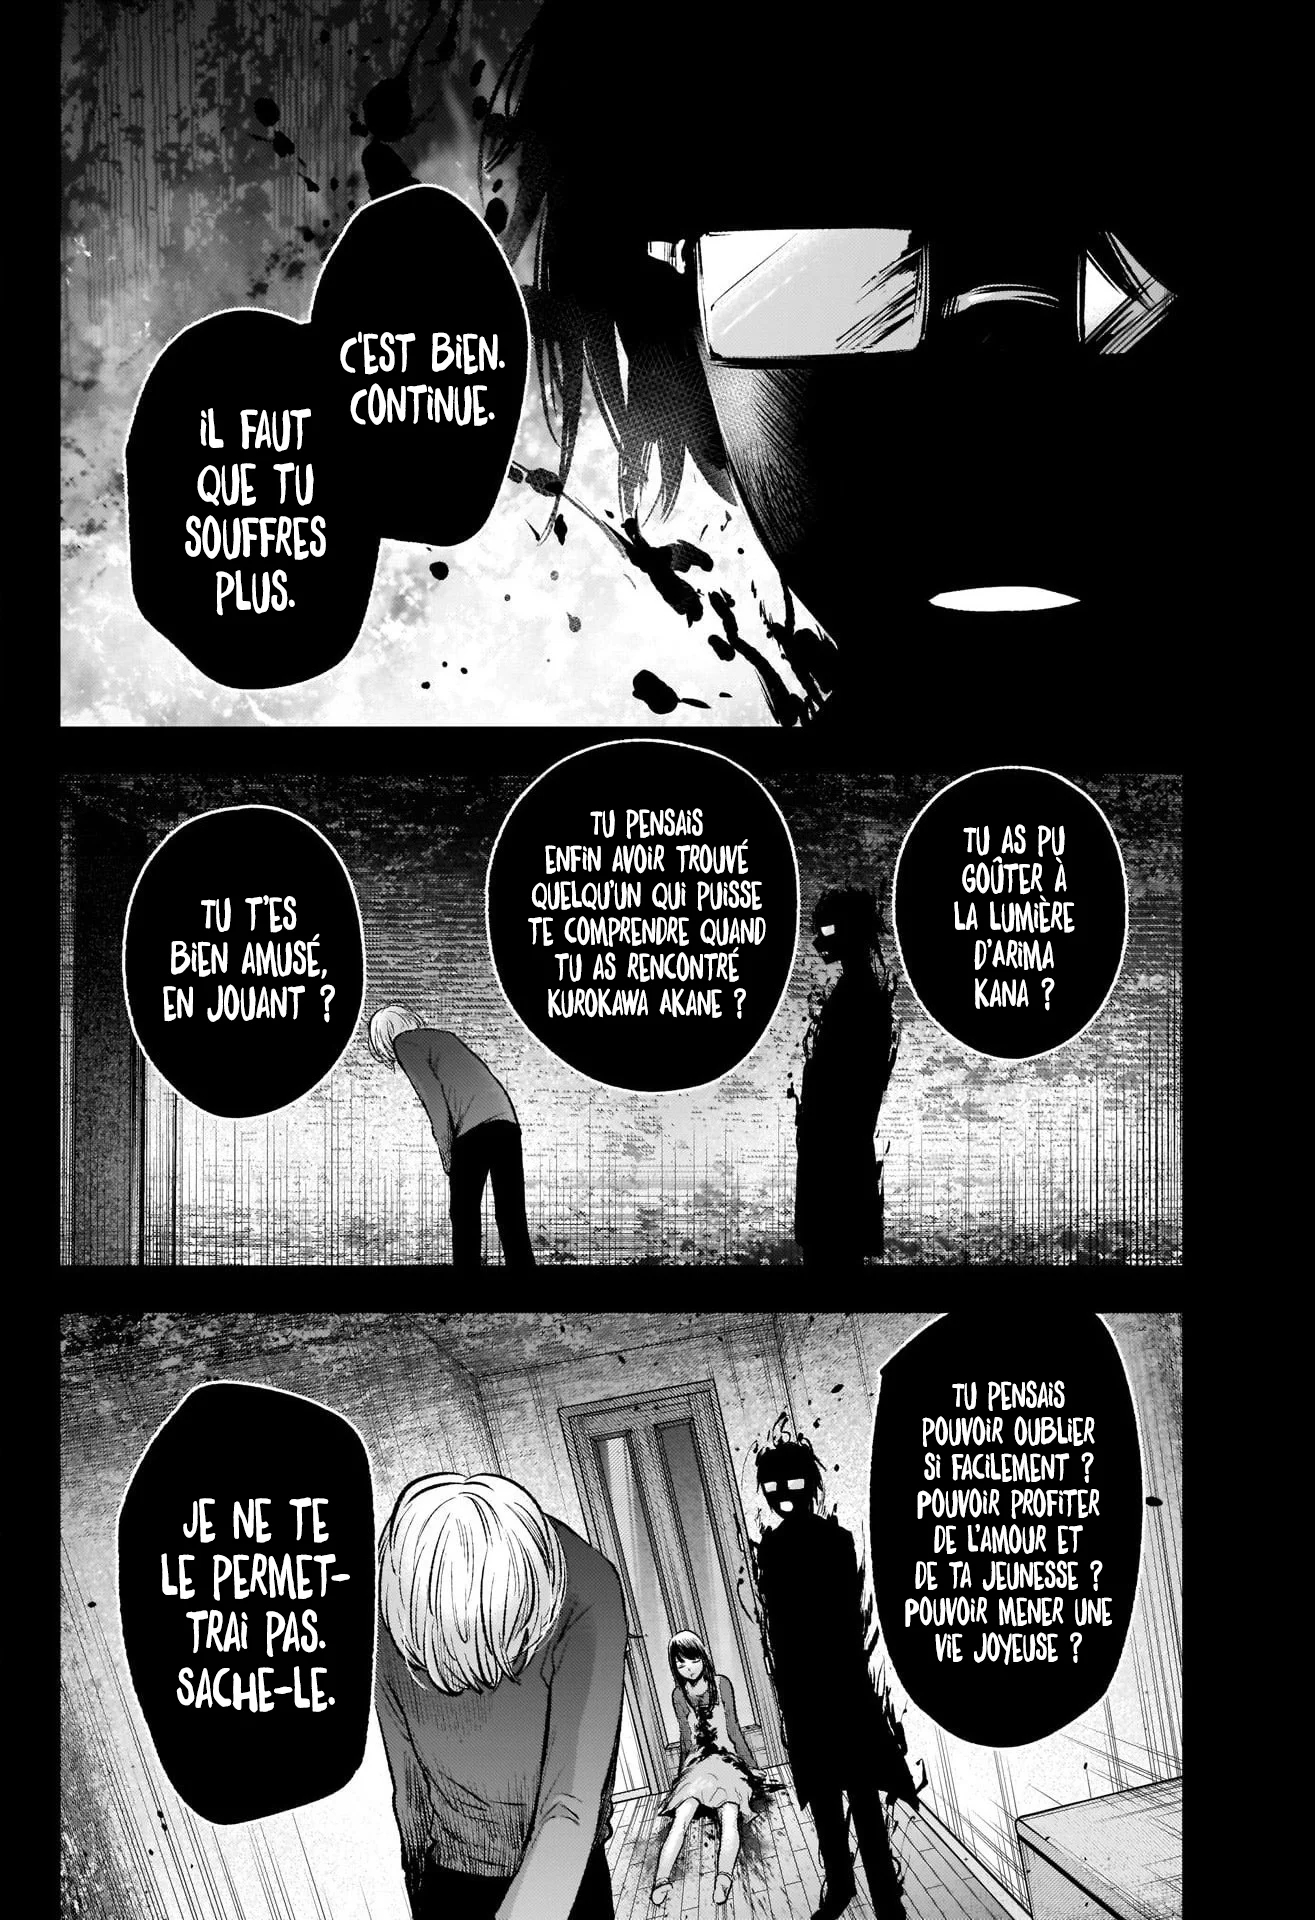 C'EST BIEN.
CONTINUE.
IL FAUT
QUE TU
SOUFFRES
PLUS.
TU AS PU
GOÛTER À
LA LUMIÈRE
D'ARIMA
KANA ?
TU PENSAIS
ENFIN AVOIR TROUVÉ
QUELQU'UN QUI PUISSE
TE COMPRENDRE QUAND
TU AS RENCONTRÉ
KUROKAWA AKANE ?
TU T'ES
BIEN AMUSÉ,
EN JOUANT ?
TU PENSAIS
POUVOIR OUBLIER
SI FACILEMENT ?
POUVOIR PROFITER
DE L'AMOUR ET
DE TA JEUNESSE ?
POUVOIR MENER UNE
VIE JOYEUSE ?
JE NE TE
LE PERMET-
TRAI PAS.
SACHE-LE.